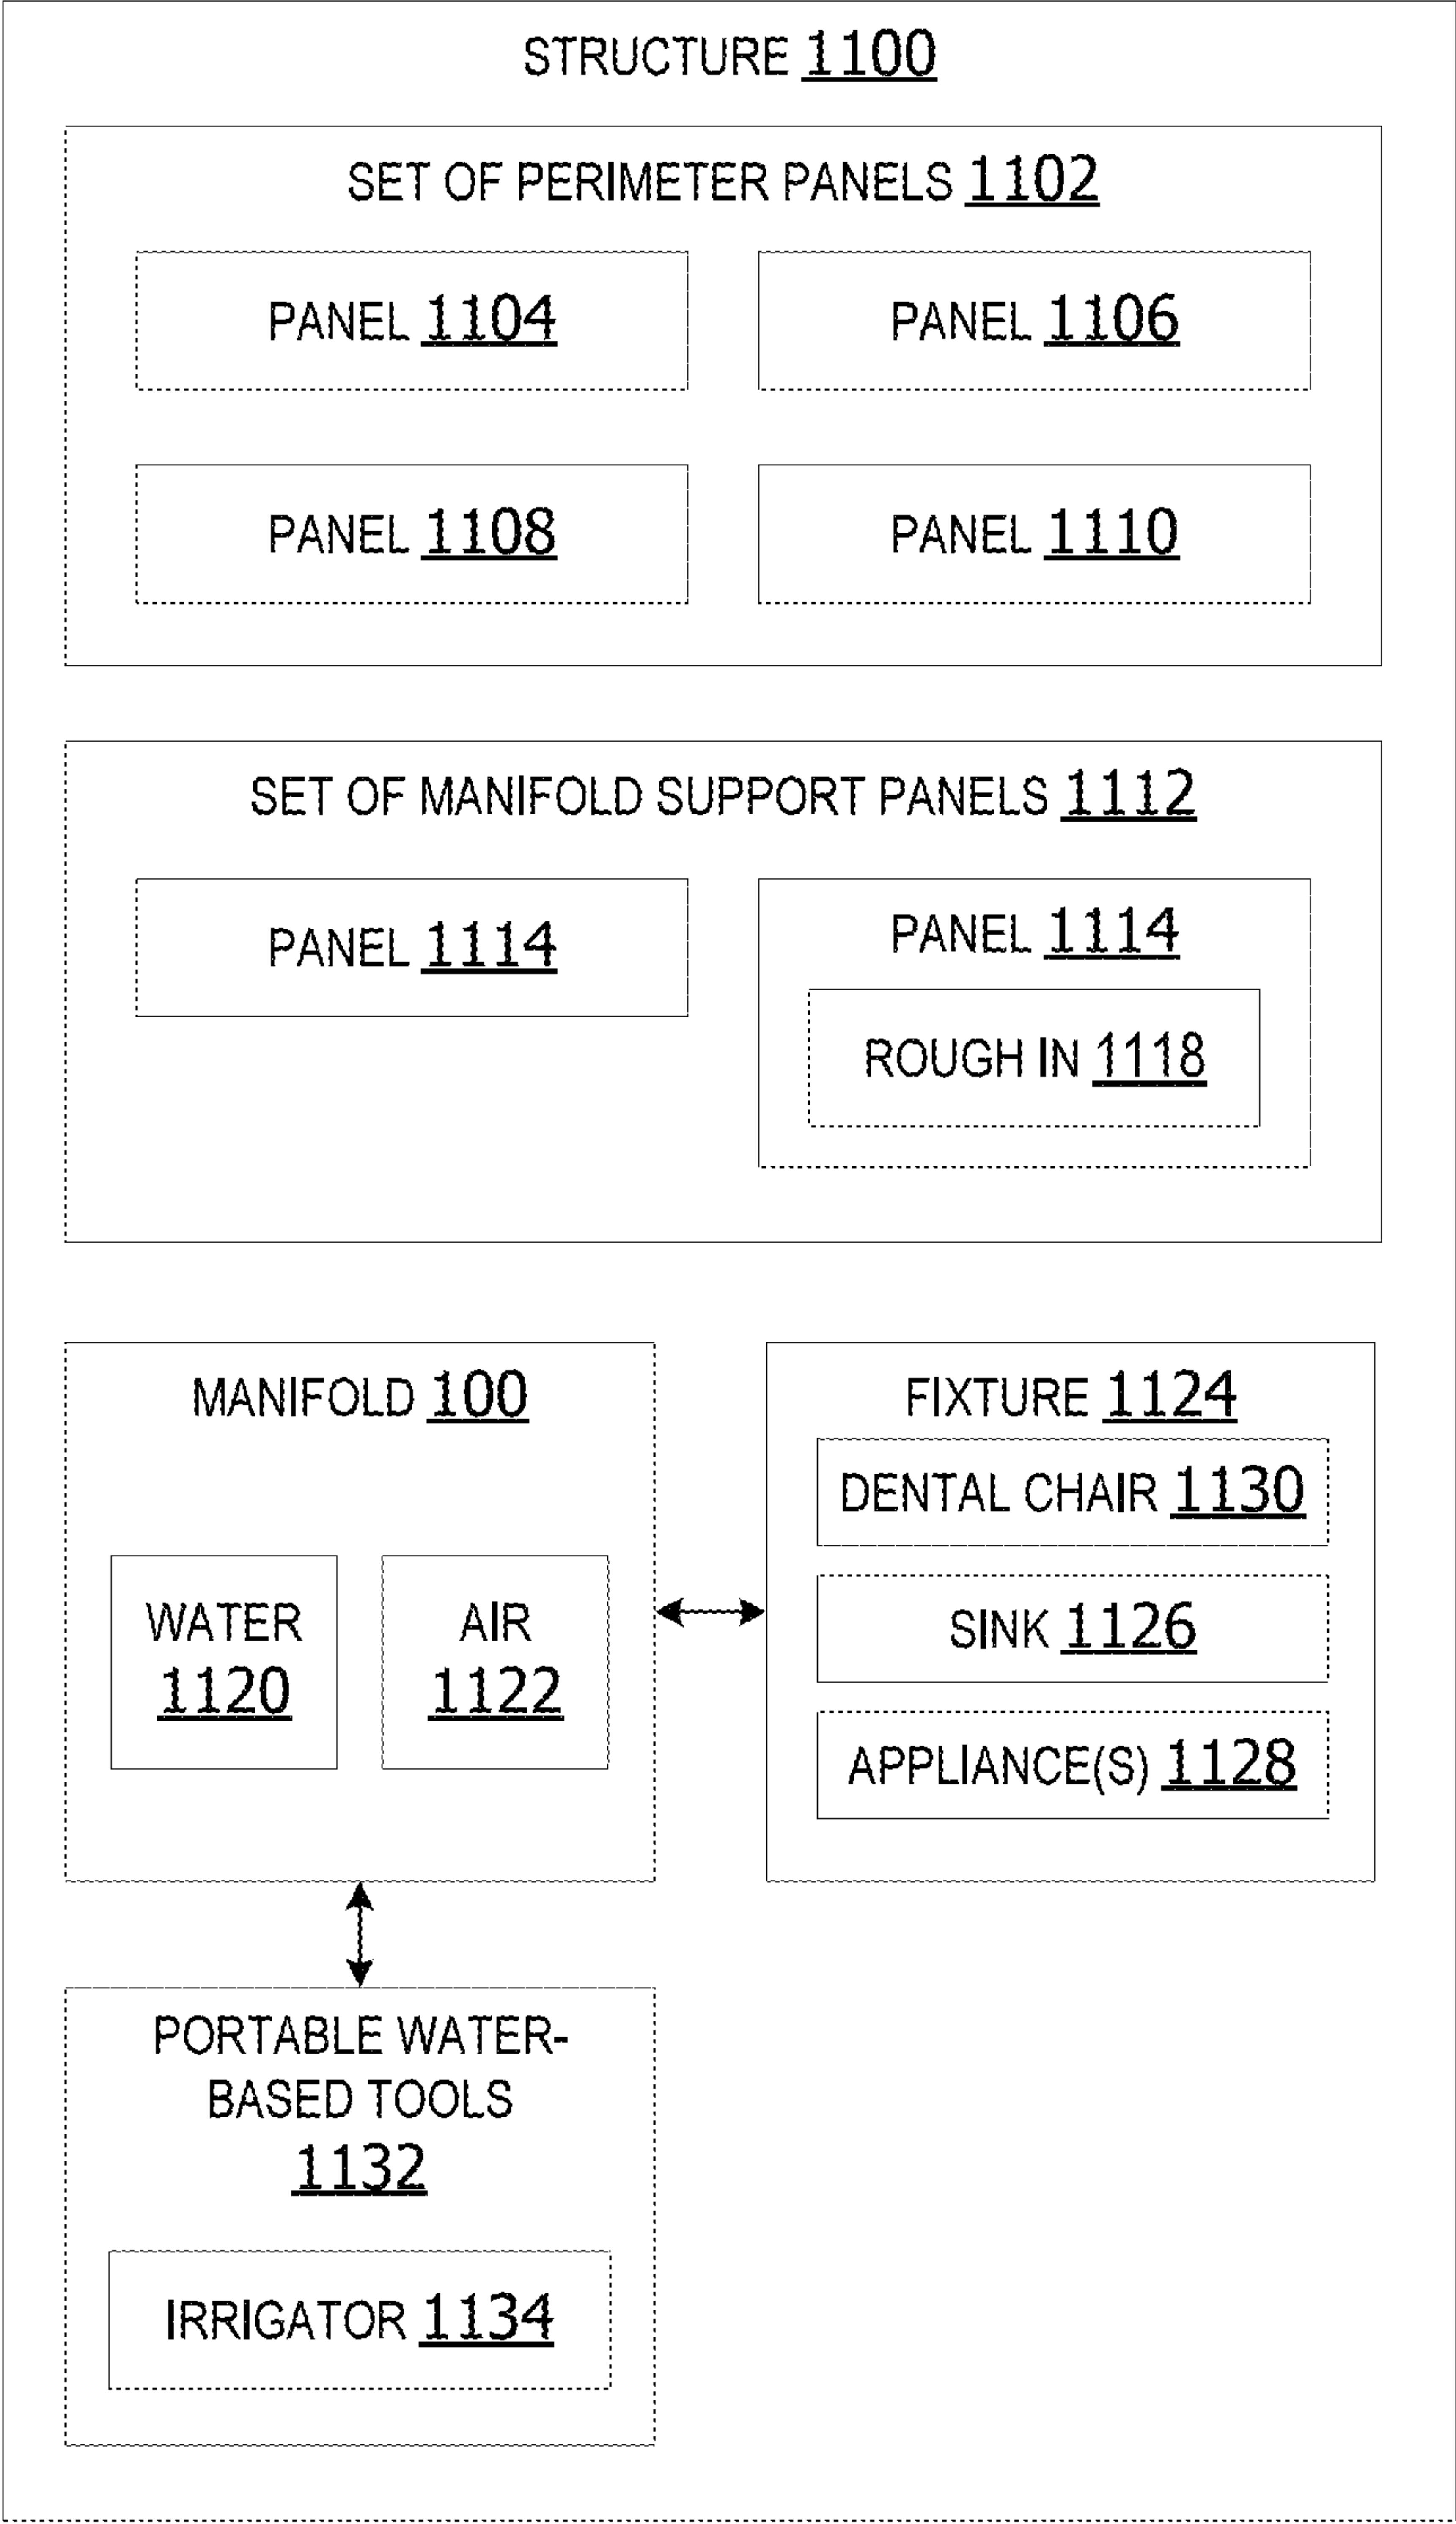 STRUCTURE 1100
SET OF PERIMETER PANELS 1102
PANEL 1104
PANEL 1106
PANEL 1108
PANEL 1110
SET OF MANIFOLD SUPPORT PANELS 1112
PANEL 1114
PANEL 1114
ROUGH IN 1118
MANIFOLD 100
WATER
1120
AIR
1122
FIXTURE 1124
DENTAL CHAIR 1130
SINK 1126
APPLIANCE(S) 1128
PORTABLE WATER-
BASED TOOLS
1132
IRRIGATOR 1134